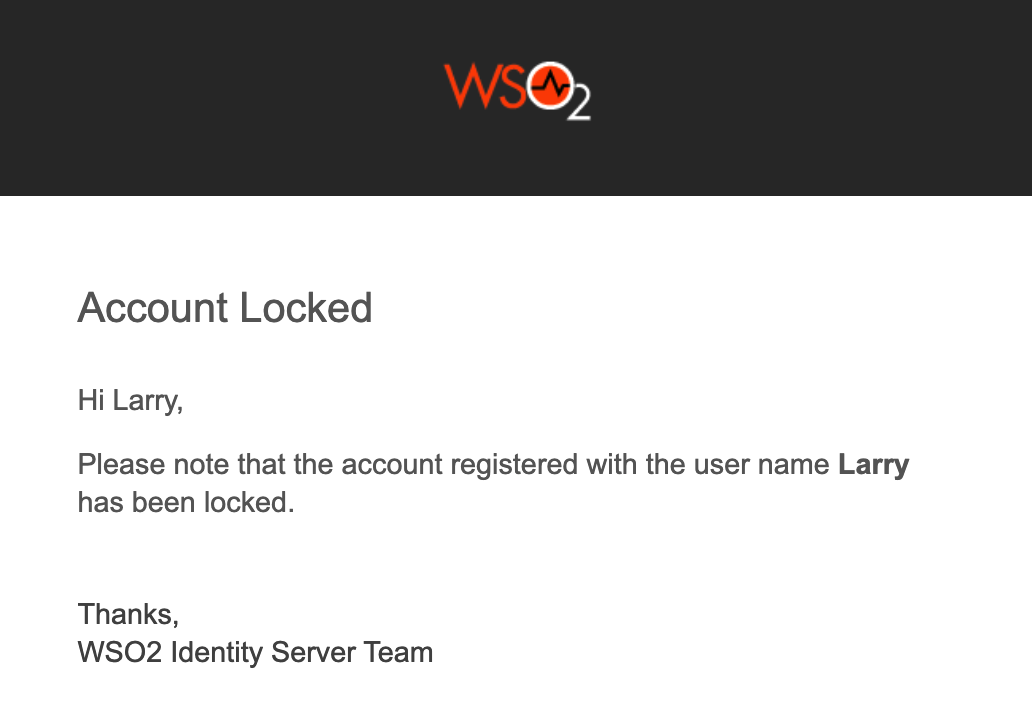 WSO2
Account Locked
Hi Larry,
Please note that the account registered with the user name Larry
has been locked.
Thanks,
WSO2 Identity Server Team